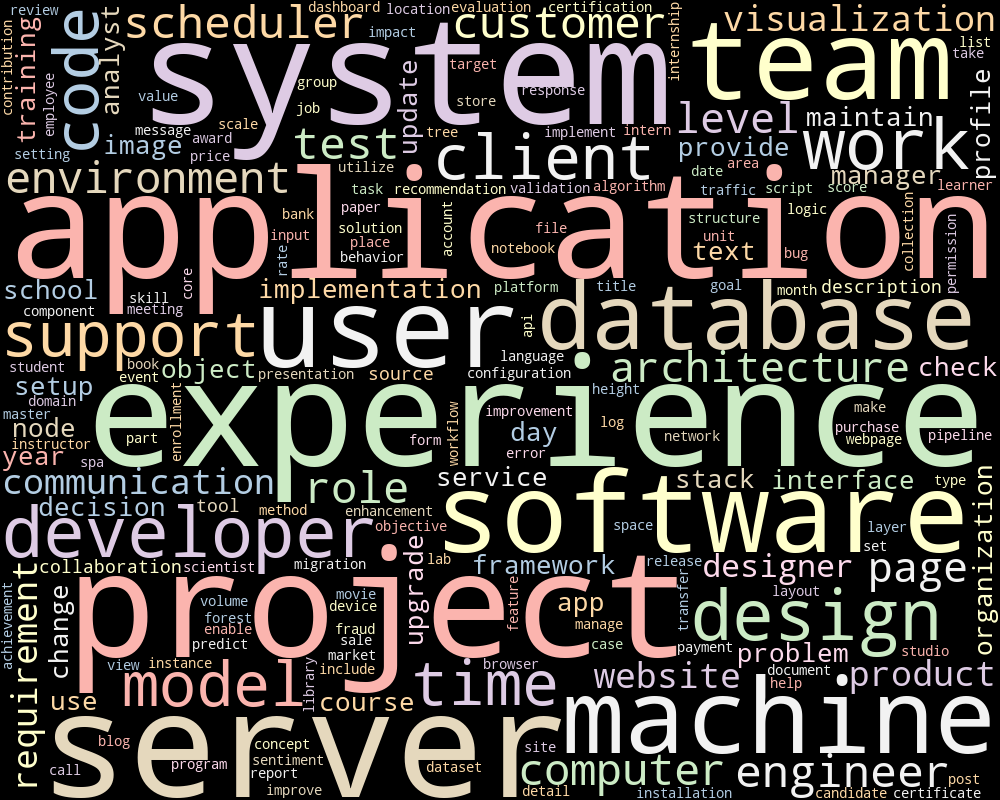 review
dashboard
location
evaluation
certification
contribution
training
employee
code
analyst
scheduler
impact
customer
internship
visualization
list
take
value
system
target
response
store
group
job
update
team
profile
setting
image
message
award
price
scale
test
tree
implement
intern
level
maintain
work
client
provide
manager
environment
utilize
task
recommendation
validation
algorithm
date
area
traffic
script
score
learner
application
bank
input
rate
paper
solution
place
behavior
account
file
notebook
structure
unit
text
logic
bug
collection
permission
school
component
skill
meeting
core
implementation
platform
title
goal
month
description
support
user
api
database
student
book
event
object
presentation
source
language
configuration
architecture
check
setup
domain
master
node
instructor
year
spa
part
enrollment
experience
form
workflow
improvement
day
error
height
log
network
make
purchase
webpage
pipeline
communication
decision
tool
method
role
enhancement
objective
service
software
stack
interface
type
organization
developer
space
layer
set
collaboration
scientist
migration
upgrade
lab
framework
release
designer
page
achievement
requirement
change
project
volume
forest
enable
predict
movie
device
fraud
sale
market
include
feature
app
manage
case
transfer
layout
design
payment
problem
studio
view
instance
model
library
time
browser
website
document
help
product
use
course
server
machine
blog
call
program
concept
sentiment
report
improve
dataset
site
detail
computer
installation
engineer
candidate
certificate
post